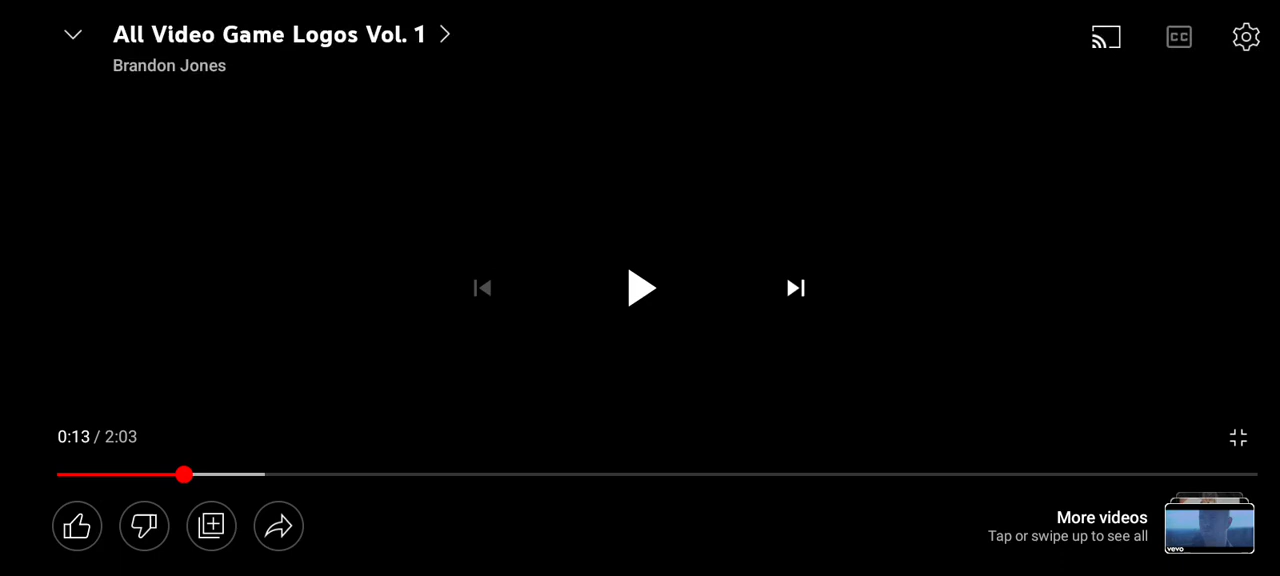 All Video Game Logos Vol. 1
Brandon Jones
CC
0:13 / 2:03
More videos
Tap or swipe up to see all
vevo